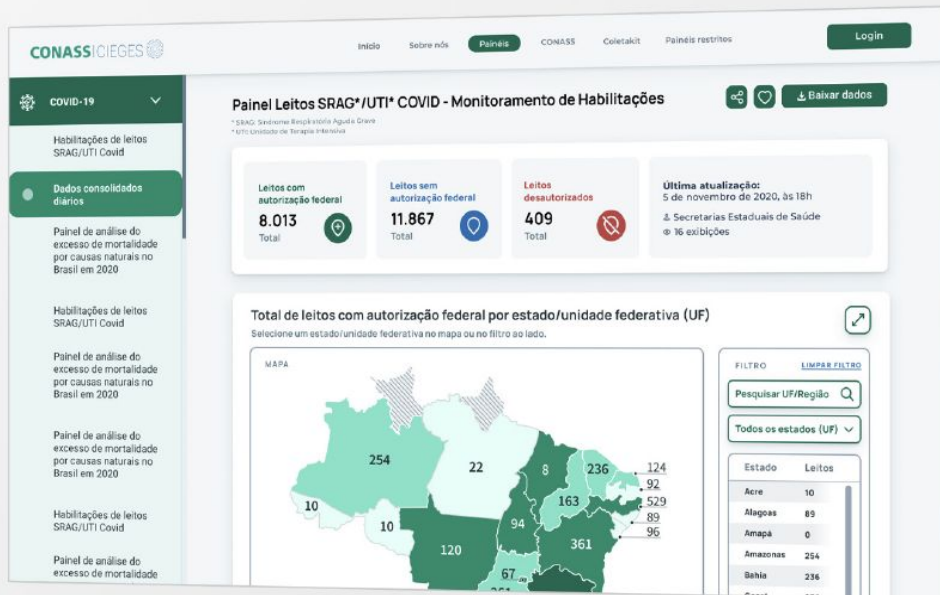 CONASS|CIEGES
Início
Sobre nós
Painéis
CONASS
Coletakit
Painéis restritos
Login
COVID-19
Habilitações de leitos
SRAG/UTI Covid
Dados consolidados
diários
Painel de análise do
excesso de mortalidade
por causas naturais no
Brasil em 2020
Habilitações de leitos
SRAG/UTI Covid
Painel de análise do
excesso de mortalidade
por causas naturais no
Brasil em 2020
Painel de análise do
excesso de mortalidade
por causas naturais no
Brasil em 2020
Habilitações de leitos
SRAG/UTI Covid
Painel de análise do
excesso de mortalidade
Painel Leitos SRAG*/UTI* COVID - Monitoramento de Habilitações
* SRAG: Síndrome Respiratória Aguda Grave
* UTI: Unidade de Terapia Intensiva
Baixar dados
Leitos com
autorização federal
8.013
Total
Leitos sem
autorização federal
11.867
Total
Leitos
desautorizados
409
Total
Última atualização:
5 de novembro de 2020, às 18h
Secretarias Estaduais de Saúde
16 exibições
Total de leitos com autorização federal por estado/unidade federativa (UF)
Selecione um estado/unidade federativa no mapa ou no filtro ao lado.
MAPA
254
22
8
236
124
92
529
89
96
163
10
10
94
361
120
67
FILTRO
LIMPAR FILTRO
Pesquisar UF/Região
Todos os estados (UF)
Estado Leitos
Acre 10
Alagoas 89
Amapá 0
Amazonas 254
Bahia 236